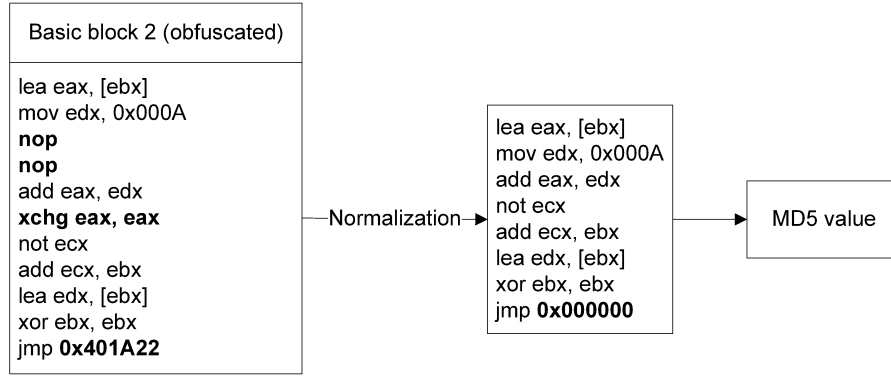 Basic block 2 (obfuscated)
lea eax, [ebx]
mov edx, 0x000A
nop
nop
add eax, edx
xchg eax, eax
not ecx
add ecx, ebx
lea edx, [ebx]
xor ebx, ebx
jmp 0x401A22
Normalization
lea eax, [ebx]
mov edx, 0x000A
add eax, edx
not ecx
add ecx, ebx
lea edx, [ebx]
xor ebx, ebx
jmp 0x000000
MD5 value